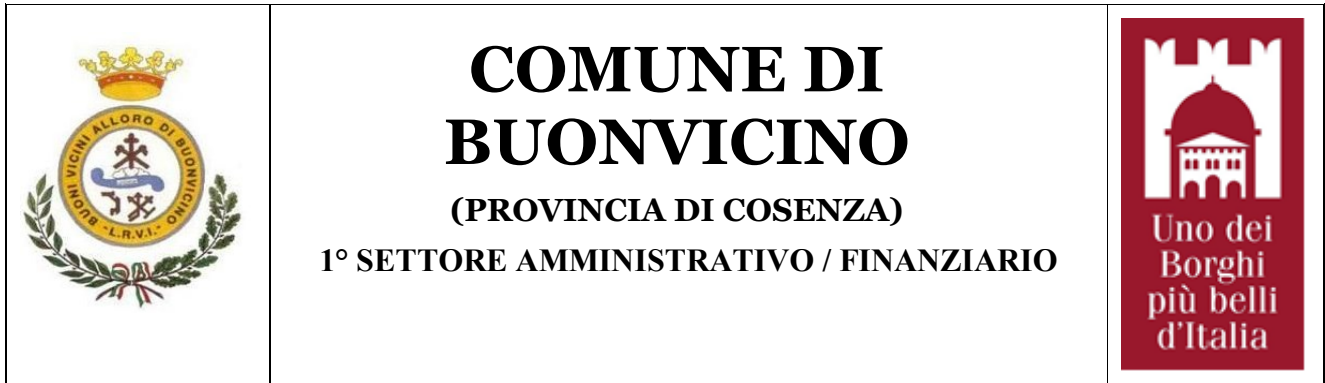 BUONI VICINI ALLORO DI BUONVICINO
-L.R.V.I.-
COMUNE DI
BUONVICINO
(PROVINCIA DI COSENZA)
1° SETTORE AMMINISTRATIVO / FINANZIARIO
Uno dei
Borghi
più belli
d'Italia